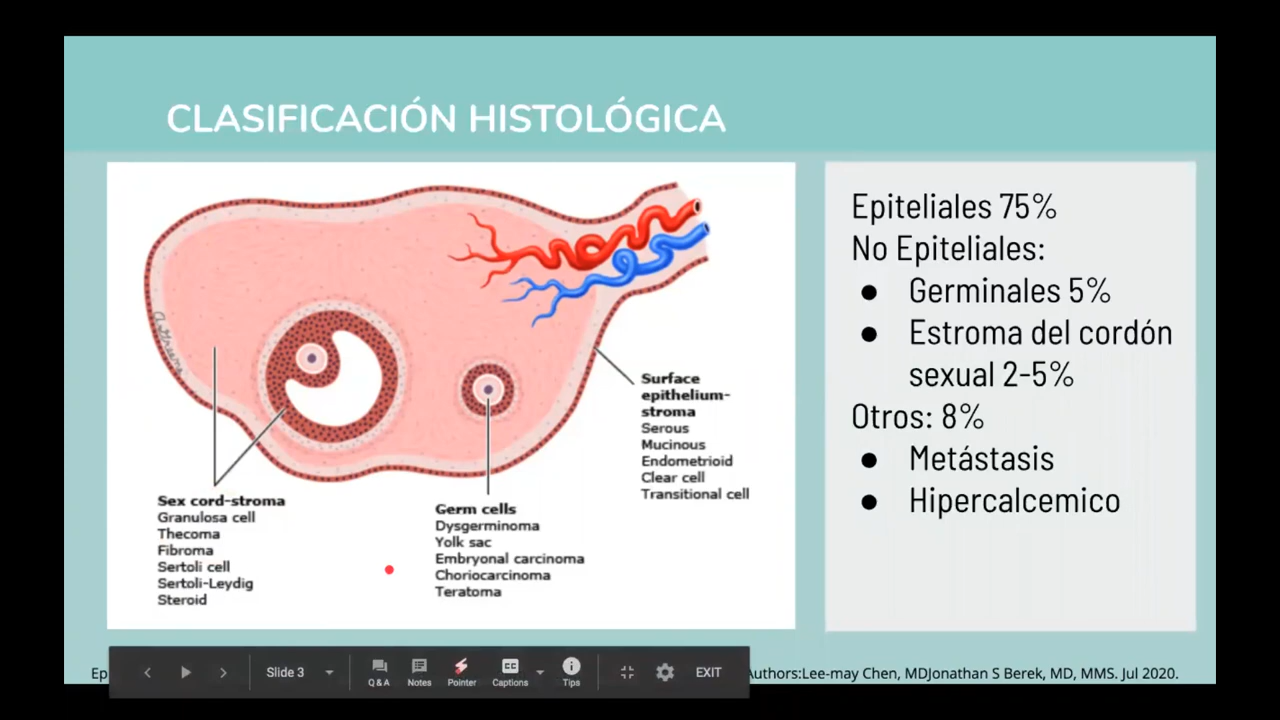 CLASIFICACIÓN HISTOLÓGICA
Sex cord-stroma
Granulosa cell
Thecoma
Fibroma
Sertoli cell
Sertoli-Leydig
Steroid
Germ cells
Dysgerminoma
Yolk sac
Embryonal carcinoma
Choriocarcinoma
Teratoma
Surface
epithelium-
stroma
Serous
Mucinous
Endometrioid
Clear cell
Transitional cell
Epiteliales 75%
No Epiteliales:
● Germinales 5%
● Estroma del cordón
sexual 2-5%
Otros: 8%
● Metástasis
● Hipercalcemico
Ep
Authors:Lee-may Chen, MDJonathan S Berek, MD, MMS. Jul 2020.
Slide 3
Q & A
Notes
Pointer
CC
Captions
Tips
EXIT